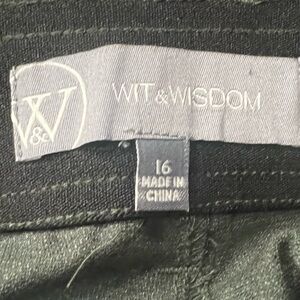 W
&
WIT & WISDOM
16
MADE IN
CHINA